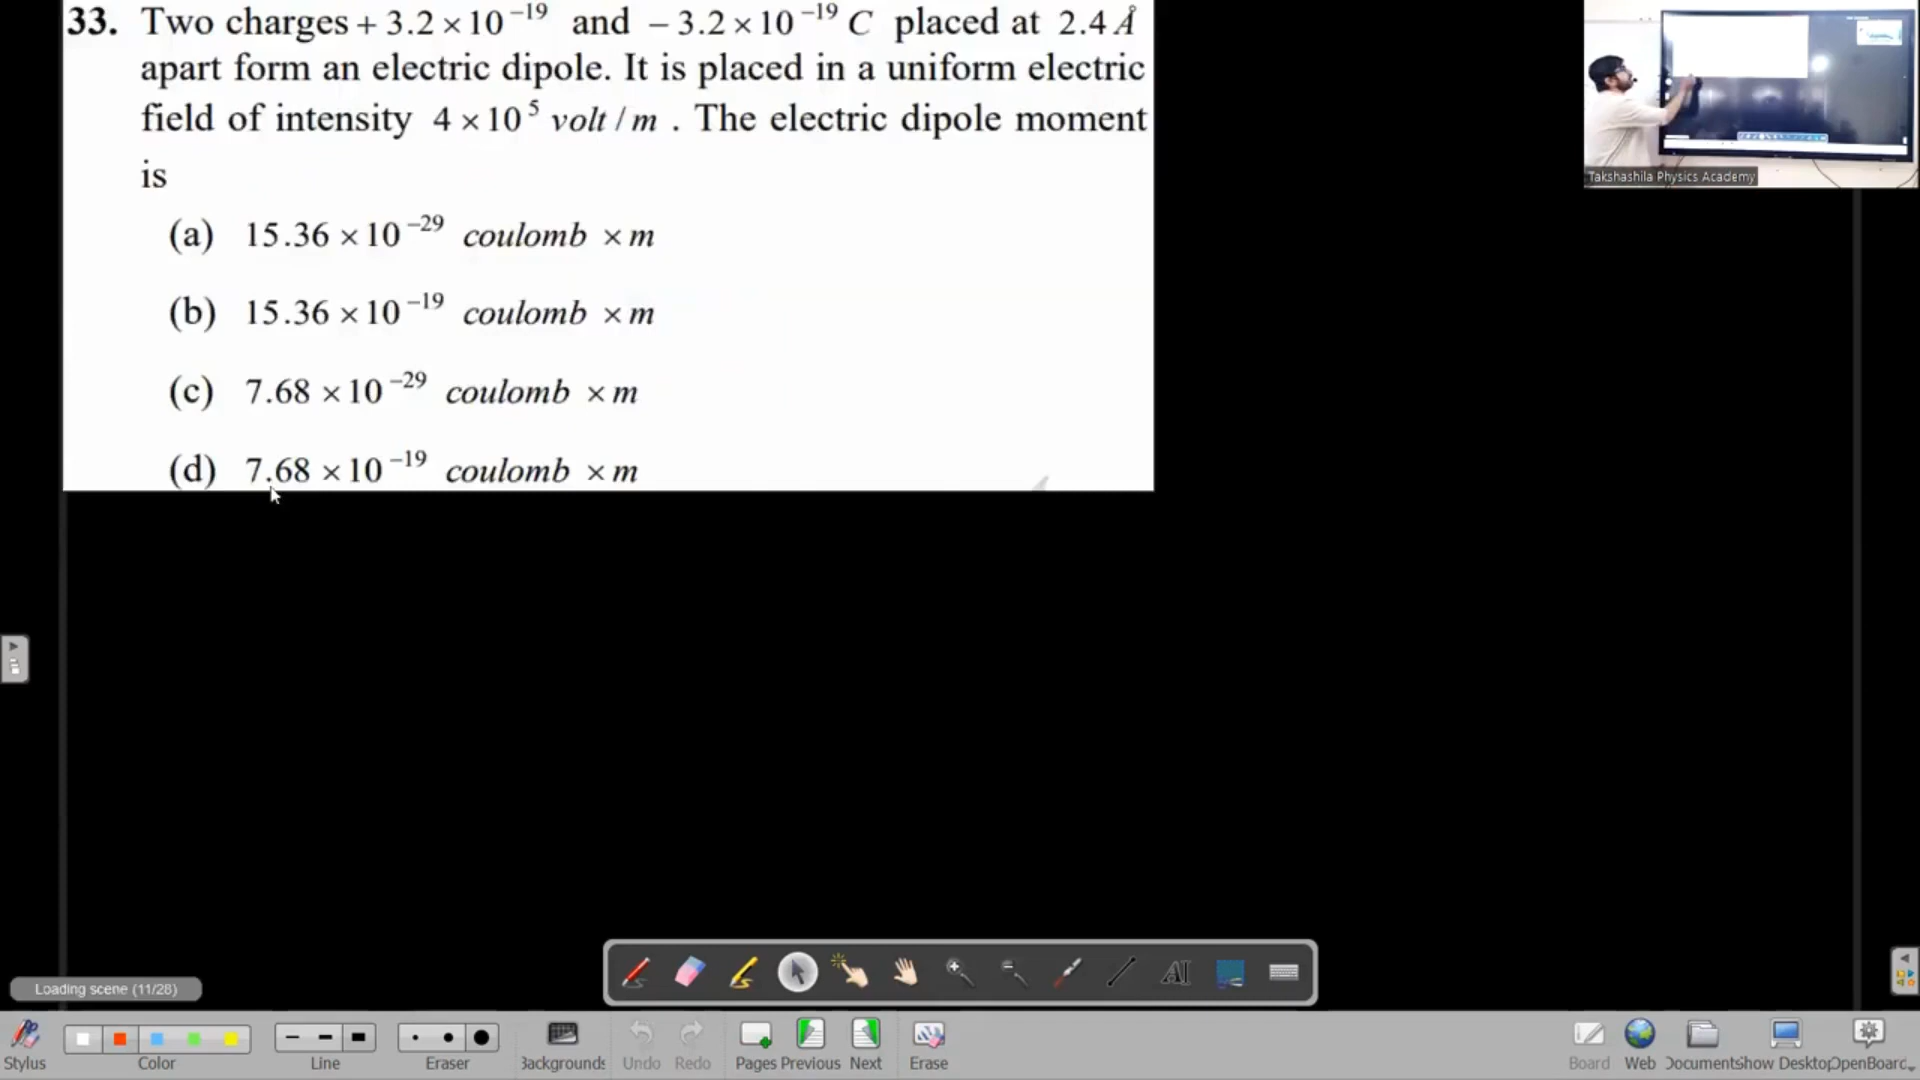 33. Two charges + 3.2 × 10⁻¹⁹ and − 3.2 × 10⁻¹⁹ C placed at 2.4 Å
apart form an electric dipole. It is placed in a uniform electric
field of intensity 4 × 10⁵ volt / m . The electric dipole moment
is
(a) 15.36 × 10⁻²⁹ coulomb × m
(b) 15.36 × 10⁻¹⁹ coulomb × m
(c) 7.68 × 10⁻²⁹ coulomb × m
(d) 7.68 × 10⁻¹⁹ coulomb × m
Takshashila Physics Academy
AI
Loading scene (11/28)
Stylus Color Line Eraser Backgrounds Undo Redo Pages Previous Next Erase Board Web Documents Show Desktop OpenBoard